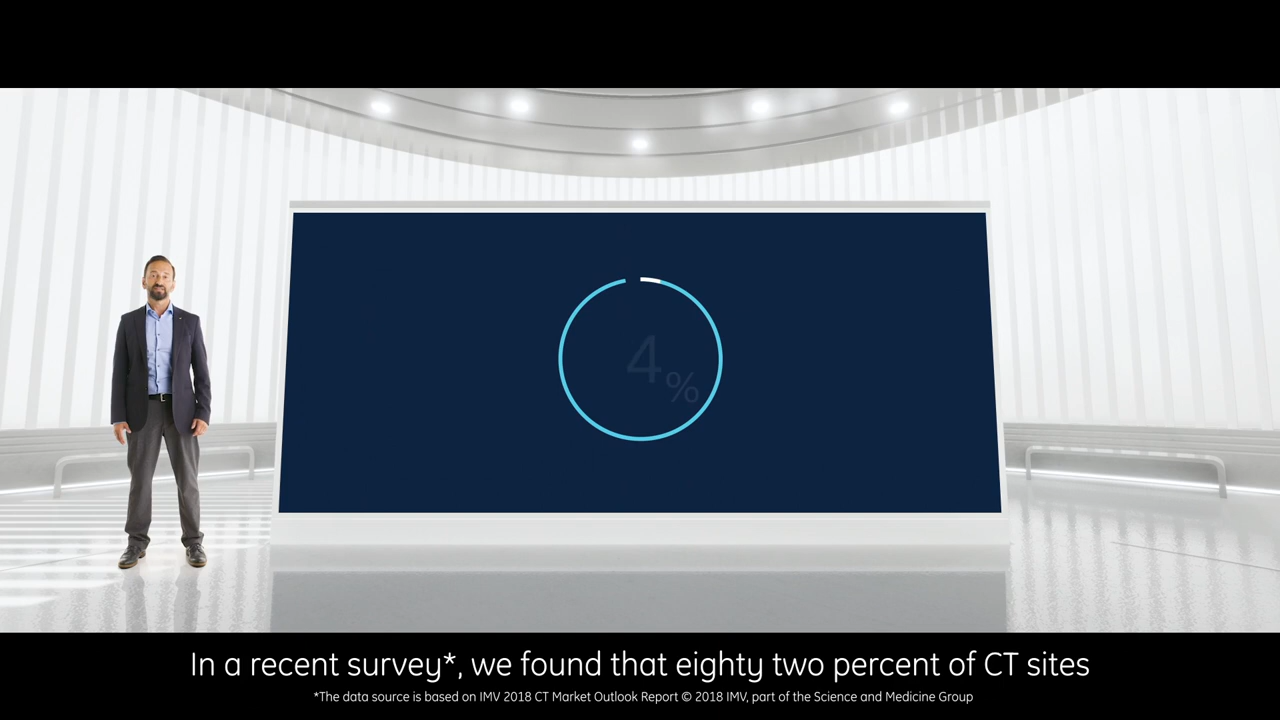 4%
In a recent survey*, we found that eighty two percent of CT sites
*The data source is based on IMV 2018 CT Market Outlook Report © 2018 IMV, part of the Science and Medicine Group